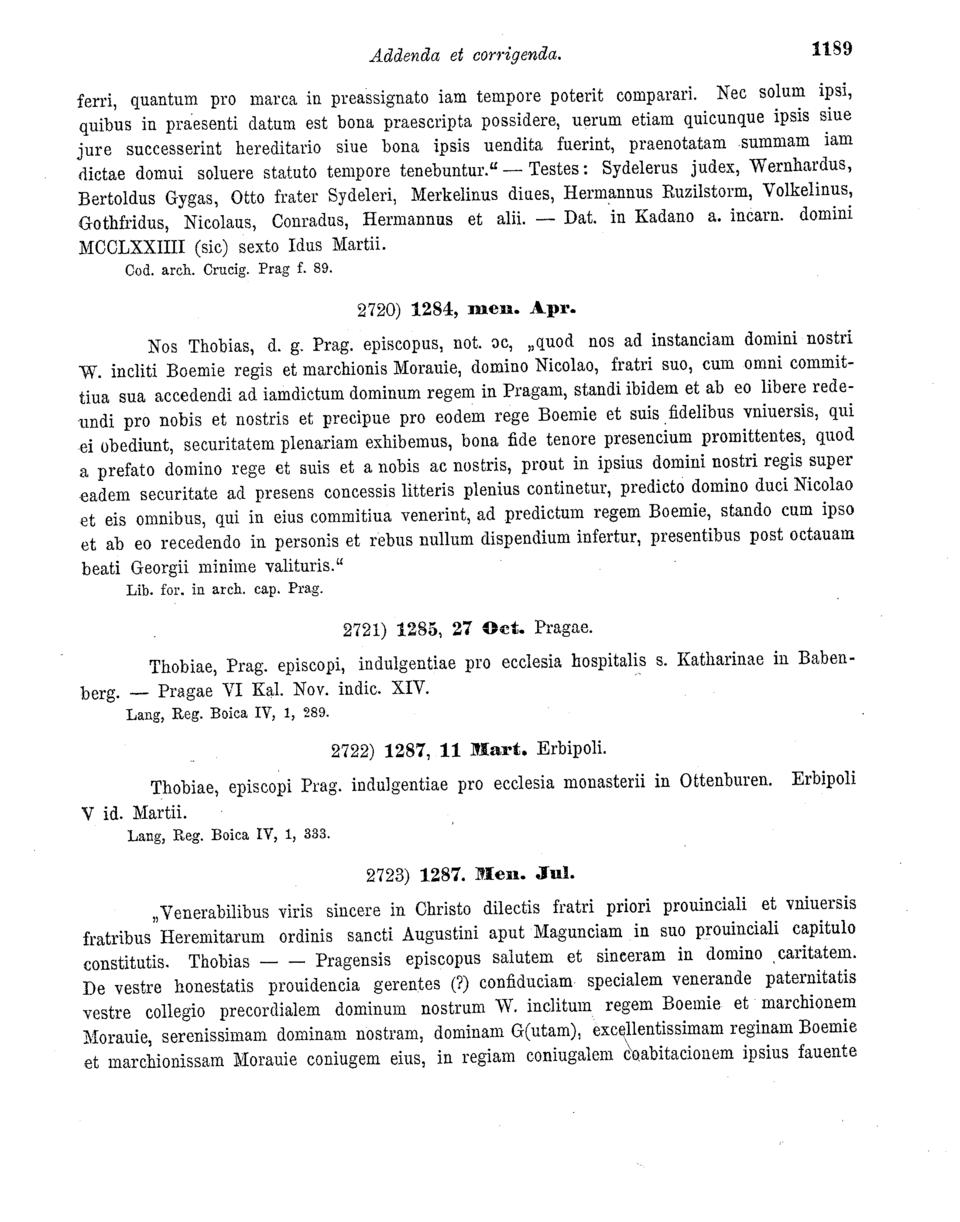 Addenda et corrigenda. 1189
ferri, quantum pro marca in preassignato iam tempore poterit comparari. Nec solum ipsi,
quibus in praesenti datum est bona praescripta possidere, uerum etiam quicunque ipsis siue
jure successerint hereditario siue bona ipsis uendita fuerint, praenotatam summam iam
dictae domui soluere statuto tempore tenebuntur.“ — Testes: Sydelerus judex, Wernhardus,
Bertoldus Gygas, Otto frater Sydeleri, Merkelinus diues, Hermannus Ruzilstorm, Volkelinus,
Gothfridus, Nicolaus, Conradus, Hermannus et alii. — Dat. in Kadano a. incarn. domini
MCCLXXIIII (sic) sexto Idus Martii.
Cod. arch. Crucig. Prag f. 89.
2720) 1284, men. Apr.
Nos Thobias, d. g. Prag. episcopus, not. ɔc, „quod nos ad instanciam domini nostri
W. incliti Boemie regis et marchionis Morauie, domino Nicolao, fratri suo, cum omni commit-
tiua sua accedendi ad iamdictum dominum regem in Pragam, standi ibidem et ab eo libere rede-
undi pro nobis et nostris et precipue pro eodem rege Boemie et suis fidelibus vniuersis, qui
ei obediunt, securitatem plenariam exhibemus, bona fide tenore presencium promittentes, quod
a prefato domino rege et suis et a nobis ac nostris, prout in ipsius domini nostri regis super
eadem securitate ad presens concessis litteris plenius continetur, predicto domino duci Nicolao
et eis omnibus, qui in eius commitiua venerint, ad predictum regem Boemie, stando cum ipso
et ab eo recedendo in personis et rebus nullum dispendium infertur, presentibus post octauam
beati Georgii minime valituris.“
Lib. for. in arch. cap. Prag.
2721) 1285, 27 Oct. Pragae.
Thobiae, Prag. episcopi, indulgentiae pro ecclesia hospitalis s. Katharinae in Baben-
berg. — Pragae VI Kal. Nov. indic. XIV.
Lang, Reg. Boica IV, 1, 289.
2722) 1287, 11 Mart. Erbipoli.
Thobiae, episcopi Prag. indulgentiae pro ecclesia monasterii in Ottenburen. Erbipoli
V id. Martii.
Lang, Reg. Boica IV, 1, 333.
2723) 1287. Men. Jul.
„Venerabilibus viris sincere in Christo dilectis fratri priori prouinciali et vniuersis
fratribus Heremitarum ordinis sancti Augustini aput Magunciam in suo prouinciali capitulo
constitutis. Thobias — — Pragensis episcopus salutem et sinceram in domino caritatem.
De vestre honestatis prouidencia gerentes (?) confiduciam specialem venerande paternitatis
vestre collegio precordialem dominum nostrum W. inclitum regem Boemie et marchionem
Morauie, serenissimam dominam nostram, dominam G(utam), excellentissimam reginam Boemie
et marchionissam Morauie coniugem eius, in regiam coniugalem coabitacionem ipsius fauente